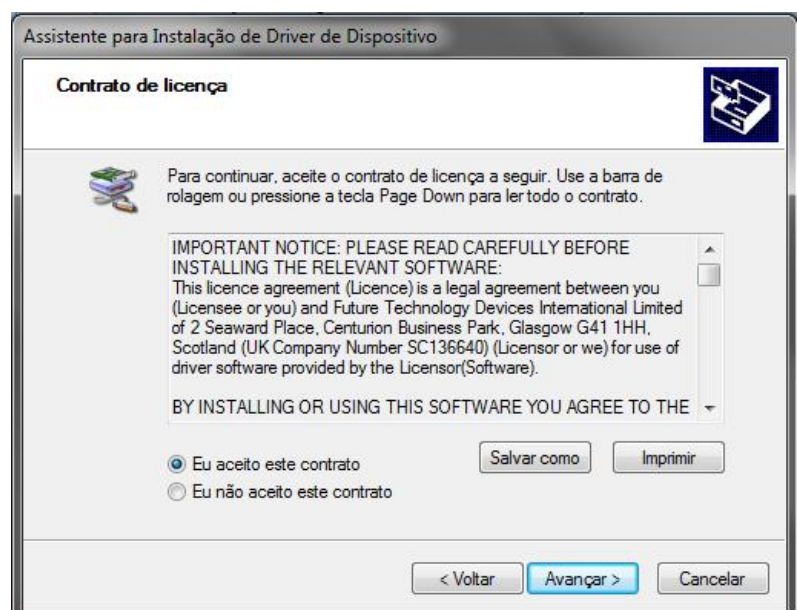 Assistente para Instalação de Driver de Dispositivo
Contrato de licença
Para continuar, aceite o contrato de licença a seguir. Use a barra de
rolagem ou pressione a tecla Page Down para ler todo o contrato.
IMPORTANT NOTICE: PLEASE READ CAREFULLY BEFORE
INSTALLING THE RELEVANT SOFTWARE:
This licence agreement (Licence) is a legal agreement between you
(Licensee or you) and Future Technology Devices International Limited
of 2 Seaward Place, Centurion Business Park, Glasgow G41 1HH,
Scotland (UK Company Number SC136640) (Licensor or we) for use of
driver software provided by the Licensor(Software).
BY INSTALLING OR USING THIS SOFTWARE YOU AGREE TO THE
Eu aceito este contrato
Salvar como
Imprimir
Eu não aceito este contrato
< Voltar
Avançar >
Cancelar